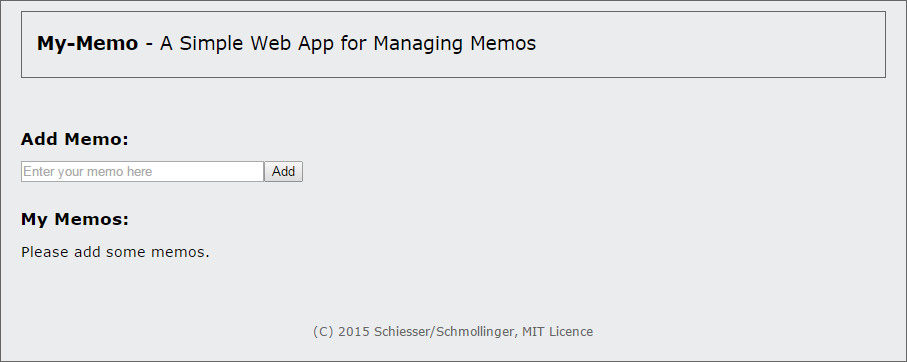 My-Memo - A Simple Web App for Managing Memos
Add Memo:
Enter your memo here Add
My Memos:
Please add some memos.
(C) 2015 Schiesser/Schmollinger, MIT Licence